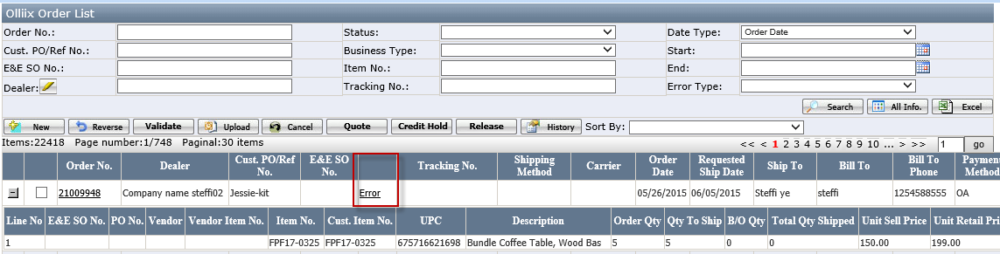 Olliix Order List
Order No.: Status: Date Type: Order Date
Cust. PO/Ref No.: Business Type: Start:
E&E SO No.: Item No.: End:
Dealer: Tracking No.: Error Type:
Search All Info. Excel
New Reverse Validate Upload Cancel Quote Credit Hold Release History Sort By:
Items:22418 Page number:1/748 Paginal:30 items << < 1 2 3 4 5 6 7 8 9 10 ... > >> 1 go
Order No. Dealer Cust. PO/Ref No. E&E SO No. Tracking No. Shipping Method Carrier Order Date Requested Ship Date Ship To Bill To Bill To Phone Payment Method
21009948 Company name steffi02 Jessie-kit Error 05/26/2015 06/05/2015 Steffi ye steffi 1254588555 OA
Line No E&E SO No. PO No. Vendor Vendor Item No. Item No. Cust. Item No. UPC Description Order Qty Qty To Ship B/O Qty Total Qty Shipped Unit Sell Price Unit Retail Pri
1 FPF17-0325 FPF17-0325 675716621698 Bundle Coffee Table, Wood Bas 5 5 0 0 150.00 199.00